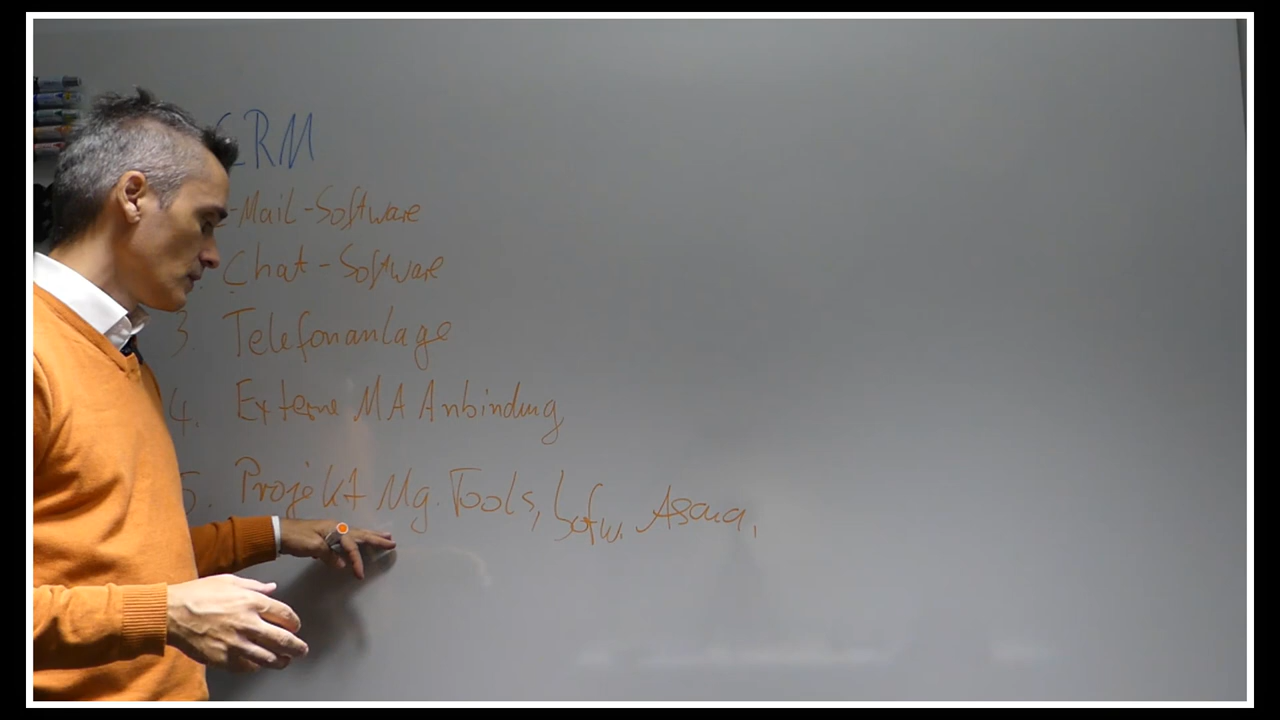 CRM
-Mail-Software
Chat-Software
3. Telefonanlage
4. Externe MA Anbindung,
5. Projekt Mg. Tools, Sofw. Asana,